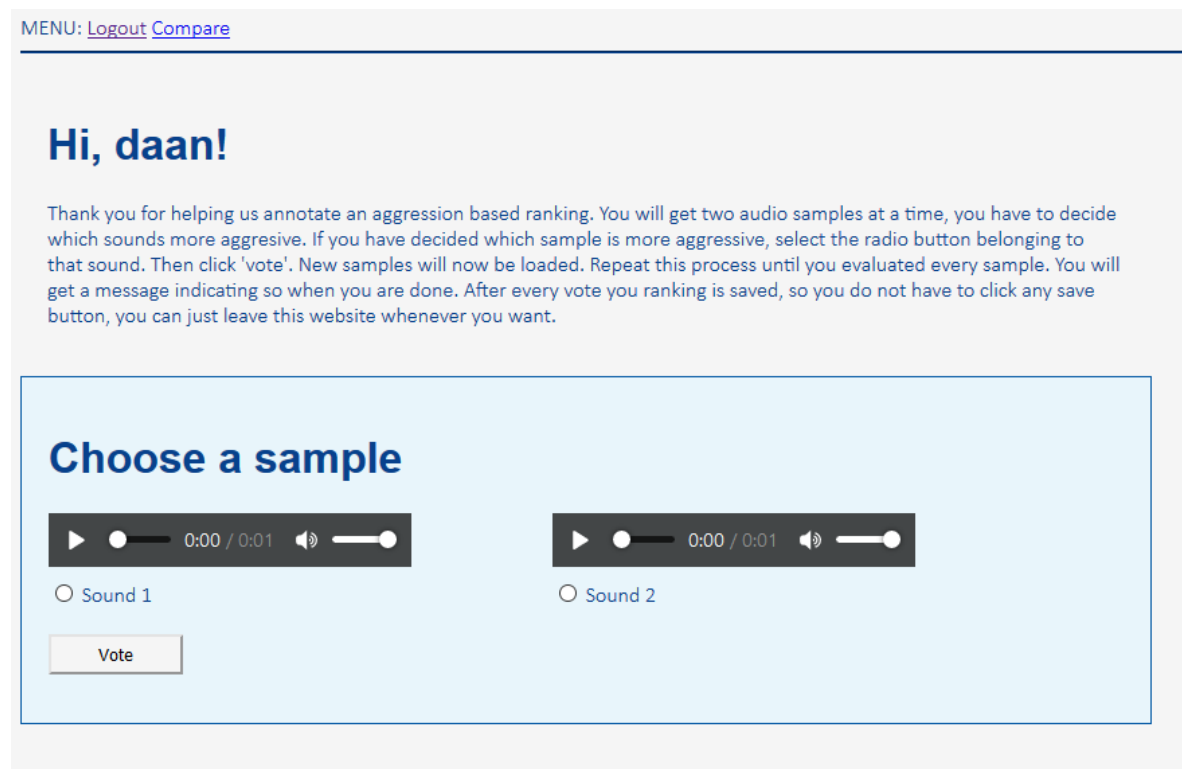 MENU: Logout Compare
Hi, daan!
Thank you for helping us annotate an aggression based ranking. You will get two audio samples at a time, you have to decide
which sounds more aggresive. If you have decided which sample is more aggressive, select the radio button belonging to
that sound. Then click 'vote'. New samples will now be loaded. Repeat this process until you evaluated every sample. You will
get a message indicating so when you are done. After every vote you ranking is saved, so you do not have to click any save
button, you can just leave this website whenever you want.
Choose a sample
0:00 / 0:01 0:00 / 0:01
Sound 1 Sound 2
Vote